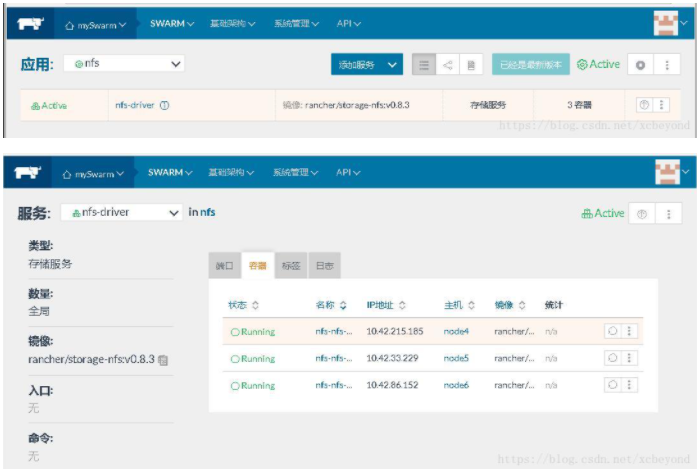 mySwarm SWARM 基础架构 系统管理 API
应用: nfs 添加服务 已经是最新版本 Active
Active nfs-driver 镜像: rancher/storage-nfs:v0.8.3 存储服务 3 容器
https://blog.csdn.net/xcbeyond
mySwarm SWARM 基础架构 系统管理 API
服务: nfs-driver in nfs Active
类型:
存储服务
数量:
全局
镜像:
rancher/storage-nfs:v0.8.3
入口:
无
命令:
无
端口 容器 标签 日志
状态 名称 IP地址 主机 镜像 统计
Running nfs-nfs-... 10.42.215.185 node4 rancher/... n/a
Running nfs-nfs-... 10.42.33.229 node5 rancher/... n/a
Running nfs-nfs-... 10.42.86.152 node6 rancher/... n/a
https://blog.csdn.net/xcbeyond